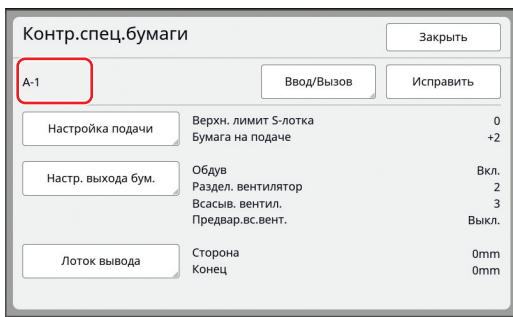 Контр.спец.бумаги Закрыть
A-1 Ввод/Вызов Исправить
Настройка подачи Верхн. лимит S-лотка 0
Бумага на подаче +2
Настр. выхода бум. Обдув Вкл.
Раздел. вентилятор 2
Всасыв. вентил. 3
Предвар.вс.вент. Выкл.
Лоток вывода Сторона 0mm
Конец 0mm